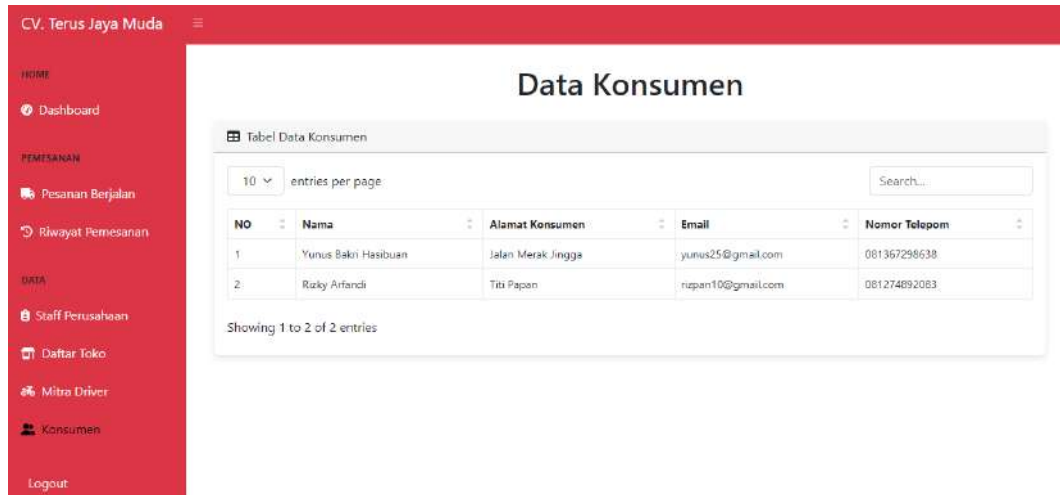 CV. Terus Jaya Muda
HOME
Dashboard
PEMESANAN
Pesanan Berjalan
Riwayat Pemesanan
DATA
Staff Perusahaan
Daftar Toko
Mitra Driver
Konsumen
Logout
Data Konsumen
Tabel Data Konsumen
10 entries per page
Search...
NO Nama Alamat Konsumen Email Nomor Telepom
1 Yunus Bakri Hasibuan Jalan Merak Jingga yunus25@gmail.com 081367298638
2 Rizky Arfandi Titi Papan rizpan10@gmail.com 081274892083
Showing 1 to 2 of 2 entries